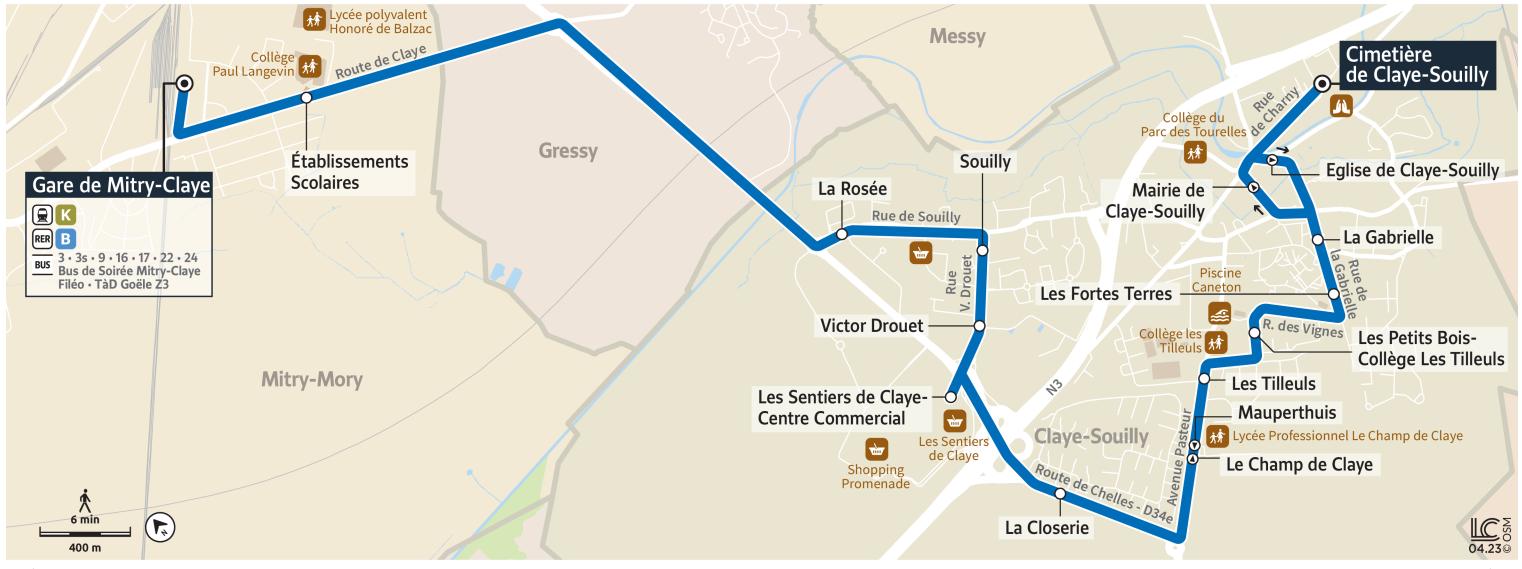 Lycée polyvalent
Honoré de Balzac
Collège
Paul Langevin
Route de Claye
Établissements
Scolaires
Gare de Mitry-Claye
K
RER
B
BUS
3 • 3s • 9 • 16 • 17 • 22 • 24
Bus de Soirée Mitry-Claye
Filéo • TàD Goële Z3
Gressy
Mitry-Mory
Messy
Cimetière
de Claye-Souilly
Rue
de Charny
Collège du
Parc des Tourelles
Eglise de Claye-Souilly
Mairie de
Claye-Souilly
Souilly
La Rosée
Rue de Souilly
Rue
V. Drouet
La Gabrielle
Rue de
la Gabrielle
Les Fortes Terres
Piscine
Caneton
R. des Vignes
Collège les
Tilleuls
Les Petits Bois-
Collège Les Tilleuls
Victor Drouet
Les Tilleuls
N3
Les Sentiers de Claye-
Centre Commercial
Mauperthuis
Les Sentiers
de Claye
Claye-Souilly
Avenue Pasteur
Lycée Professionnel Le Champ de Claye
Shopping
Promenade
Le Champ de Claye
Route de Chelles - D34e
La Closerie
6 min
400 m
N
LC
04.23 © OSM